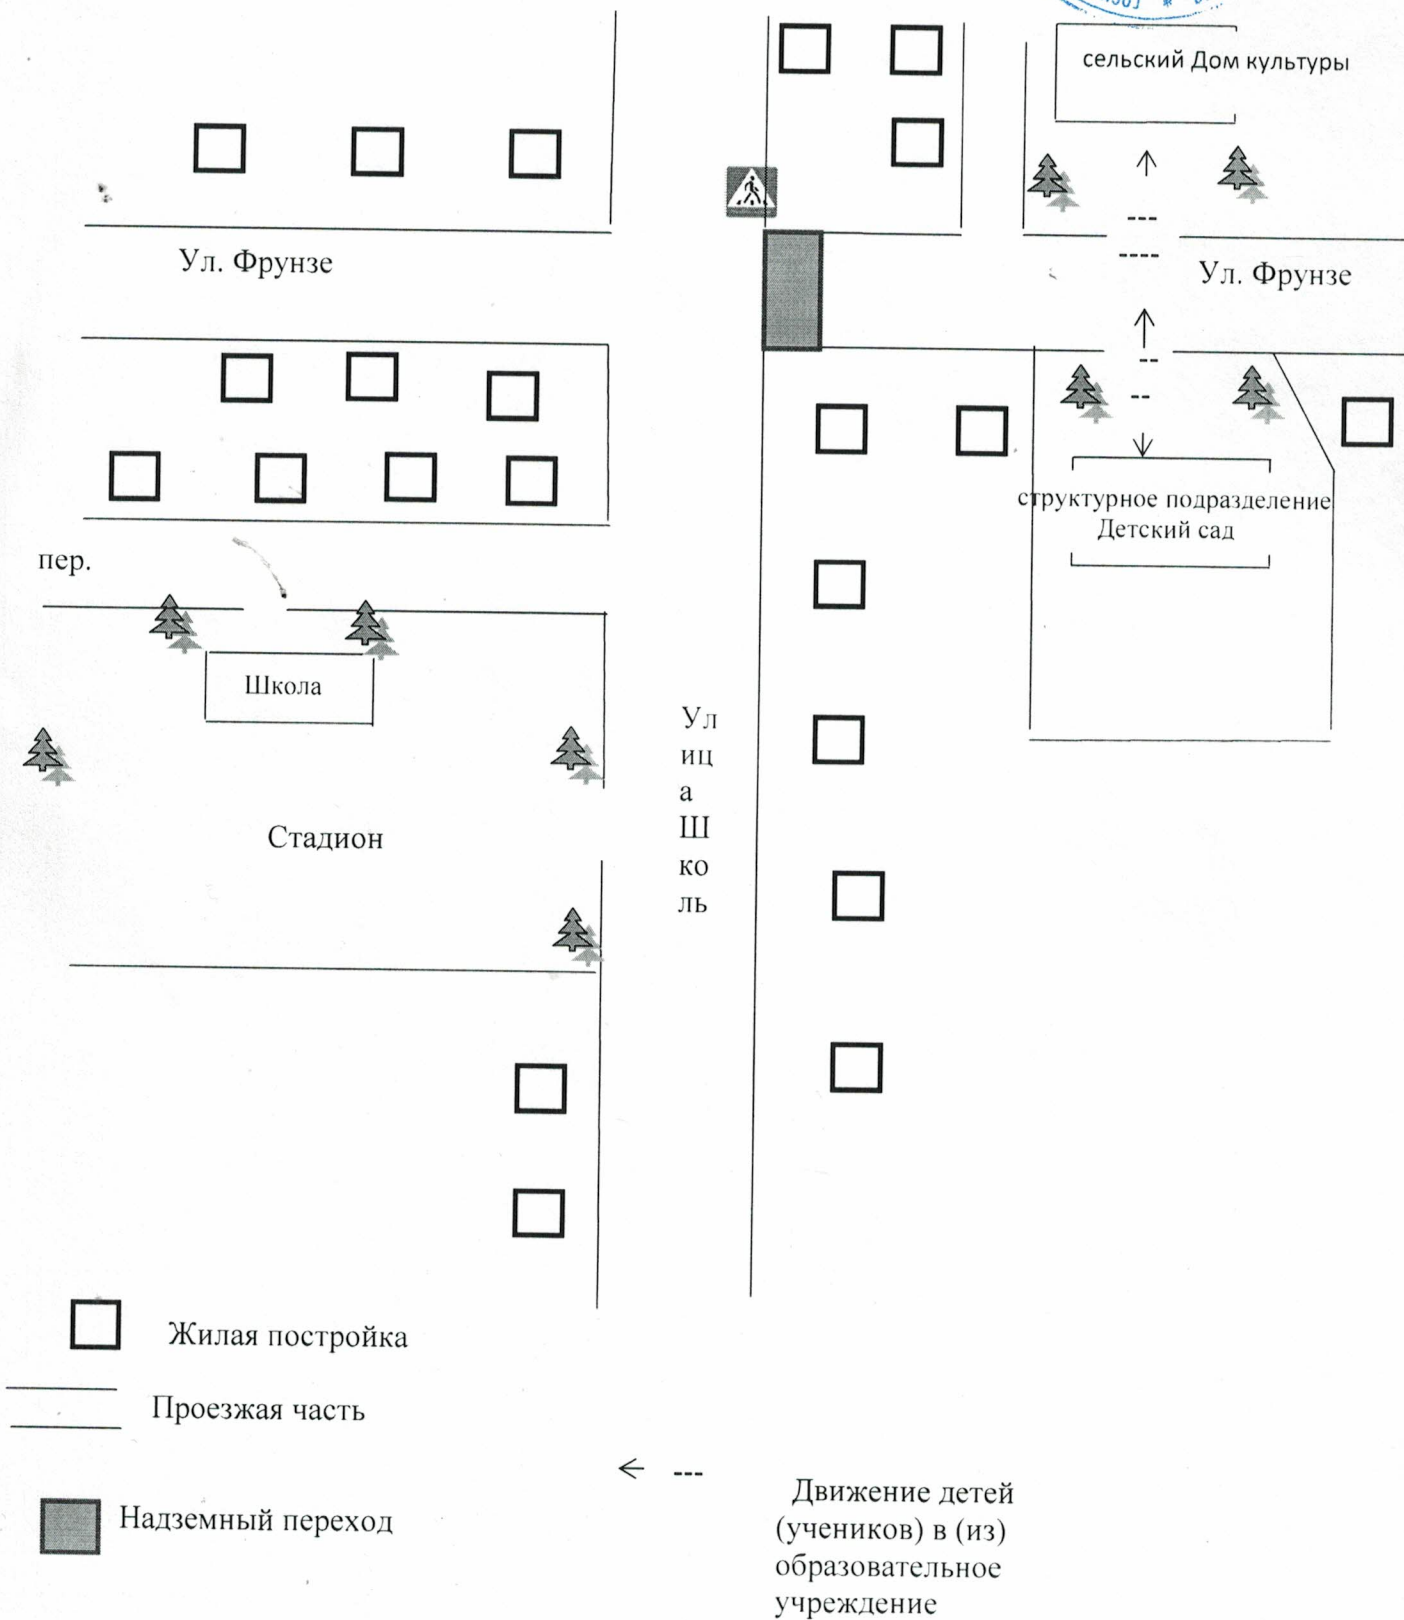 сельский Дом культуры
Ул. Фрунзе
Ул. Фрунзе
структурное подразделение
Детский сад
пер.
Школа
Ул
иц
а
Ш
ко
ль
Стадион
Жилая постройка
Проезжая часть
Надземный переход
Движение детей
(учеников) в (из)
образовательное
учреждение